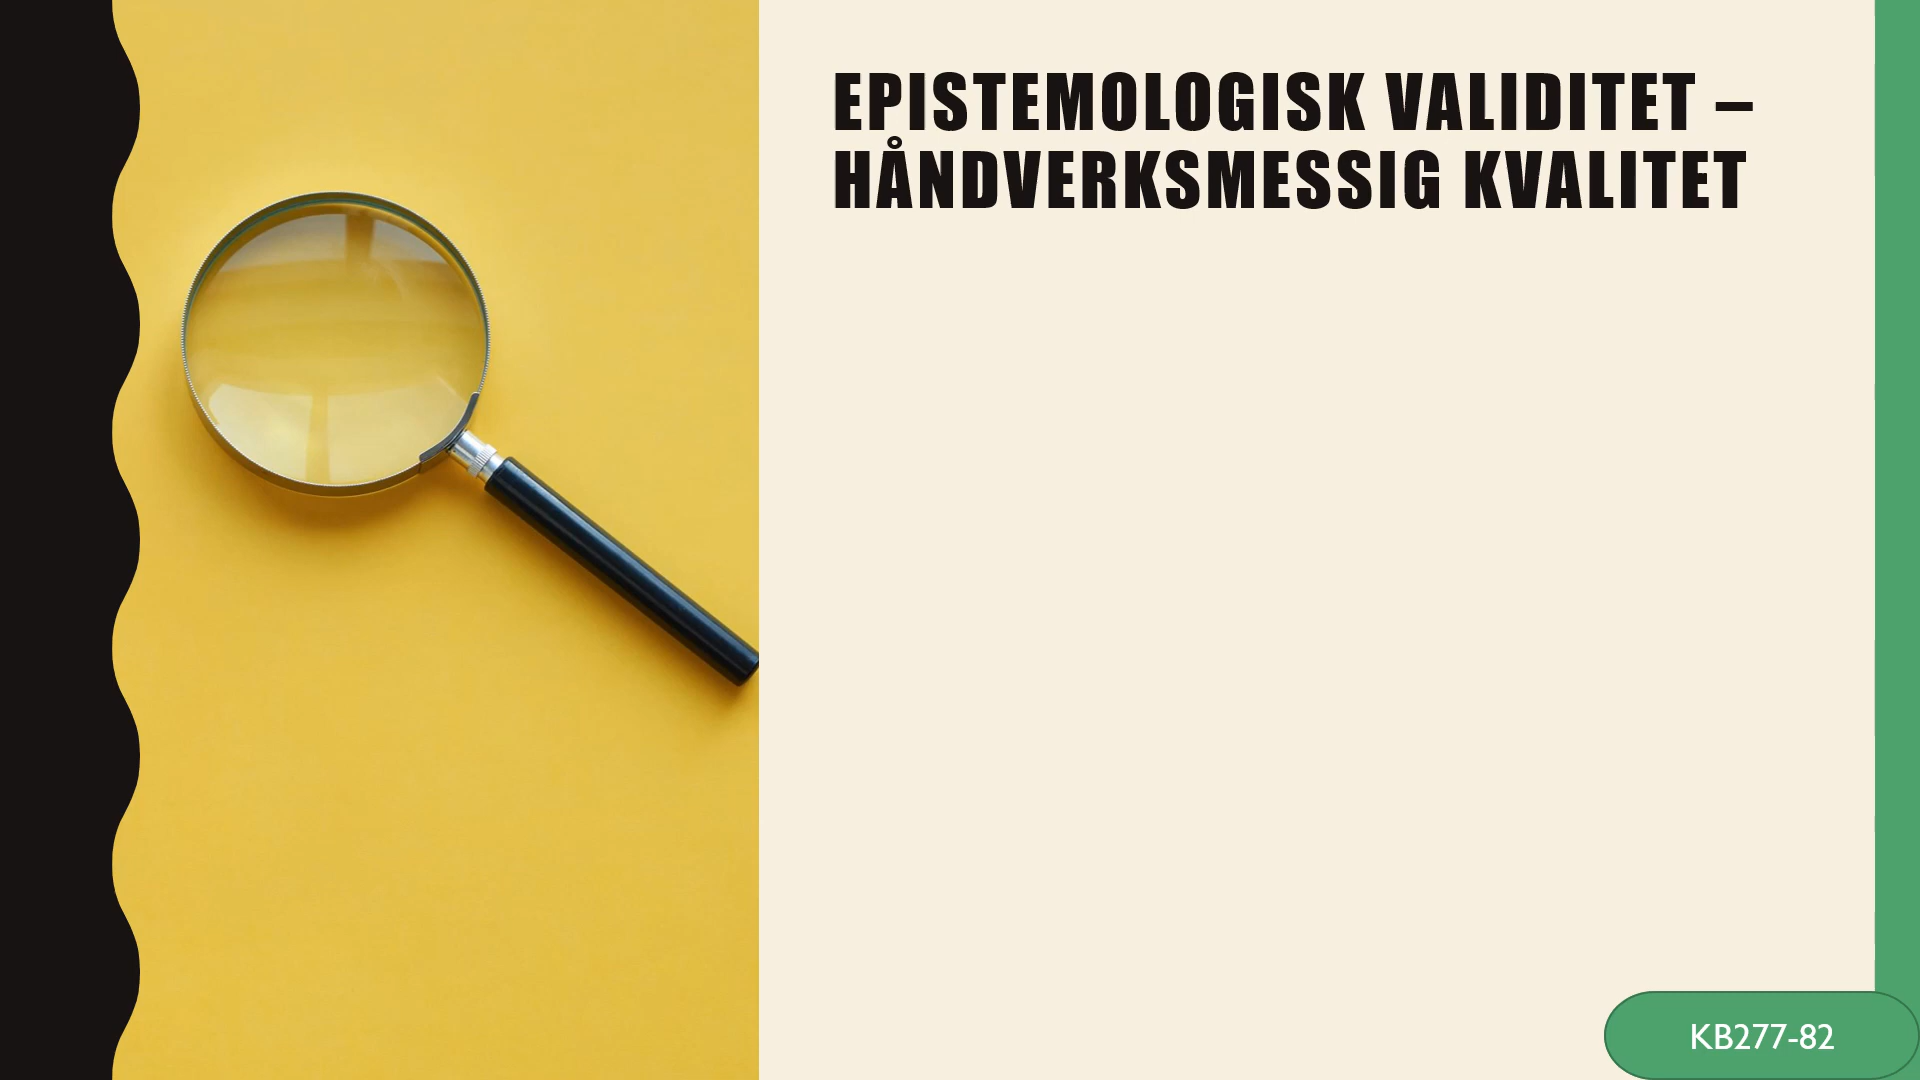 EPISTEMOLOGISK VALIDITET –
HÅNDVERKSMESSIG KVALITET
KB277-82